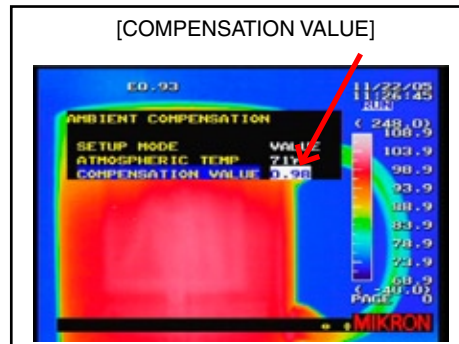 [COMPENSATION VALUE]
E0.93
11/22/05
11:26:45
RUN
AMBIENT COMPENSATION
( 248.0)
108.9
SETUP MODE VALUE
103.9
ATMOSPHERIC TEMP
COMPENSATION VALUE 0.98
98.9
93.9
88.9
83.9
78.9
73.9
68.9
( -40.0)
PAGE 0
MIKRON